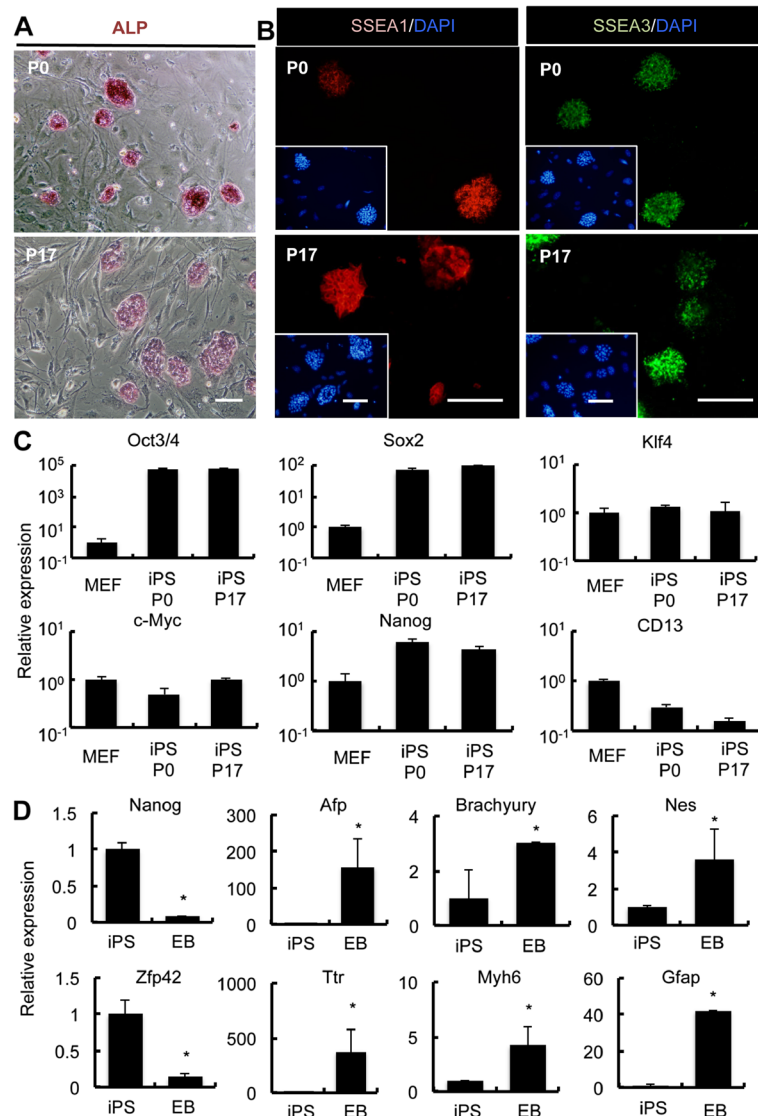 A
ALP
P0
P17
B
SSEA1/DAPI
SSEA3/DAPI
P0
P0
P17
P17
C
Relative expression
Oct3/4
10^5
10^3
10^1
10^-1
MEF
iPS P0
iPS P17
Sox2
10^2
10^0
10^-1
MEF
iPS P0
iPS P17
Klf4
10^1
10^0
10^-1
MEF
iPS P0
iPS P17
c-Myc
10^1
10^0
10^-1
MEF
iPS P0
iPS P17
Nanog
10^1
10^0
10^-1
MEF
iPS P0
iPS P17
CD13
10^1
10^0
10^-1
MEF
iPS P0
iPS P17
D
Relative expression
Nanog
1.5
1
0.5
0
*
iPS EB
Afp
300
200
100
0
*
iPS EB
Brachyury
4
2
0
*
iPS EB
Nes
6
4
2
0
*
iPS EB
Zfp42
1.5
1
0.5
0
*
iPS EB
Ttr
1000
500
0
*
iPS EB
Myh6
10
5
0
*
iPS EB
Gfap
60
40
20
0
*
iPS EB